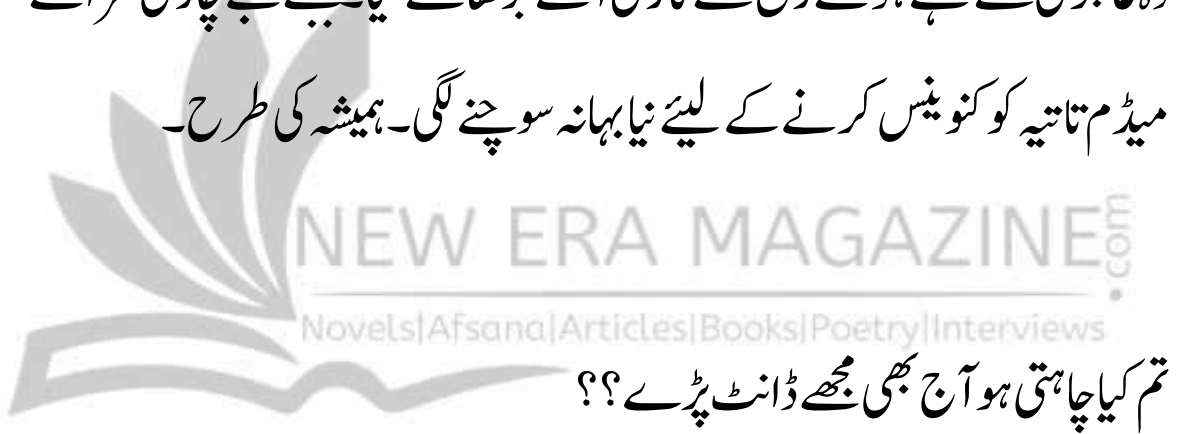 میڈم تاتیہ کو کنوینس کرنے کے لیئے نیا بہانہ سوچنے لگی۔ ہمیشہ کی طرح۔
NEW ERA MAGAZINE.com
Novels|Afsana|Articles|Books|Poetry|Interviews
تم کیا چاہتی ہو آج بھی مجھے ڈانٹ پڑے؟؟